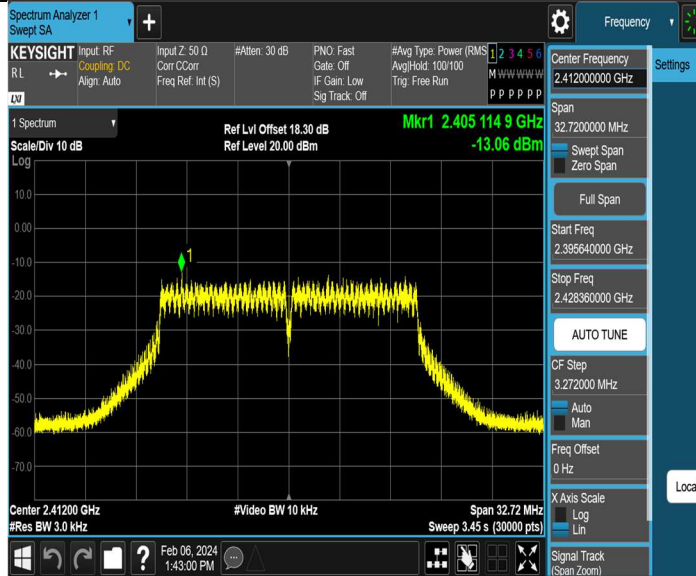 Spectrum Analyzer 1
Swept SA
Frequency
KEYSIGHT
RL
LXI
Input: RF
Coupling: DC
Align: Auto
Input Z: 50 Ω
Corr CCorr
Freq Ref: Int (S)
#Atten: 30 dB
PNO: Fast
Gate: Off
IF Gain: Low
Sig Track: Off
#Avg Type: Power (RMS
Avg|Hold: 100/100
Trig: Free Run
1 2 3 4 5 6
M W W W W W
P P P P P P
1 Spectrum
Scale/Div 10 dB
Log
Ref Lvl Offset 18.30 dB
Ref Level 20.00 dBm
Mkr1 2.405 114 9 GHz
-13.06 dBm
10.0
0.00
-10.0
-20.0
-30.0
-40.0
-50.0
-60.0
-70.0
1
Center 2.41200 GHz
#Res BW 3.0 kHz
#Video BW 10 kHz
Span 32.72 MHz
Sweep 3.45 s (30000 pts)
Feb 06, 2024
1:43:00 PM
?
Center Frequency
2.412000000 GHz
Span
32.7200000 MHz
Swept Span
Zero Span
Full Span
Start Freq
2.395640000 GHz
Stop Freq
2.428360000 GHz
AUTO TUNE
CF Step
3.272000 MHz
Auto
Man
Freq Offset
0 Hz
X Axis Scale
Log
Lin
Signal Track
(Span Zoom)
Settings
Loca